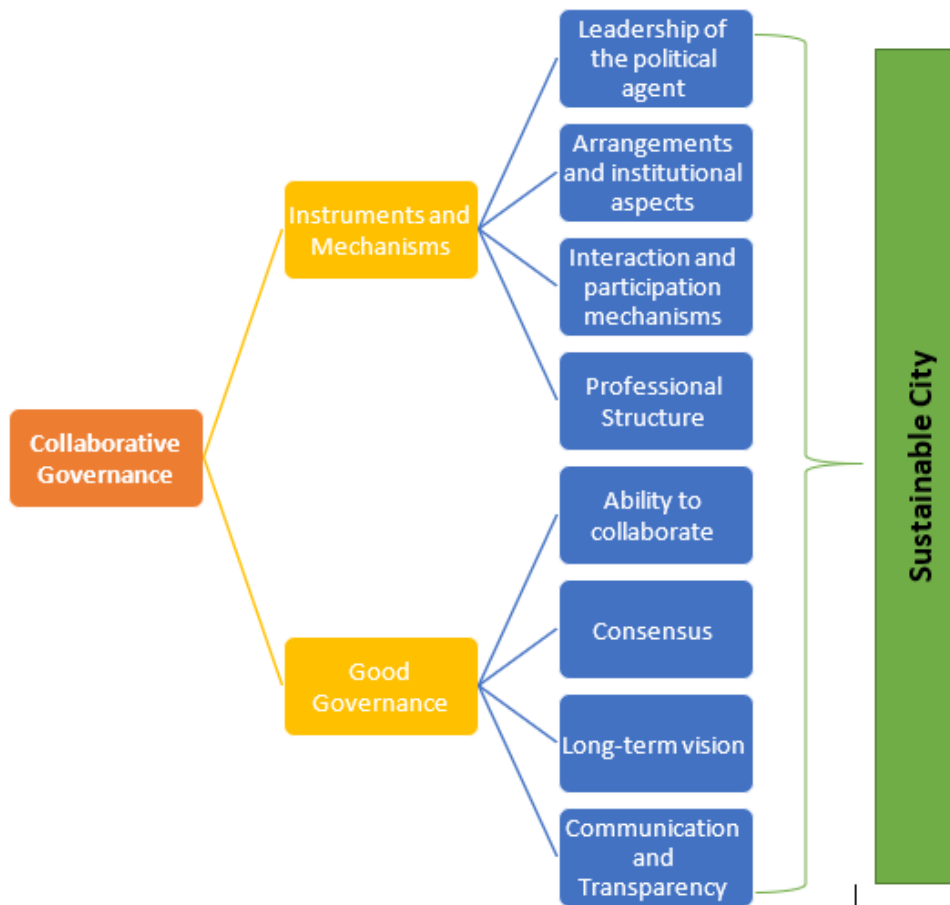 Leadership of
the political
agent
Arrangements
and institutional
aspects
Instruments and
Mechanisms
Interaction and
participation
mechanisms
Professional
Structure
Collaborative
Governance
Ability to
collaborate
Consensus
Good
Governance
Long-term vision
Communication
and
Transparency
Sustainable City